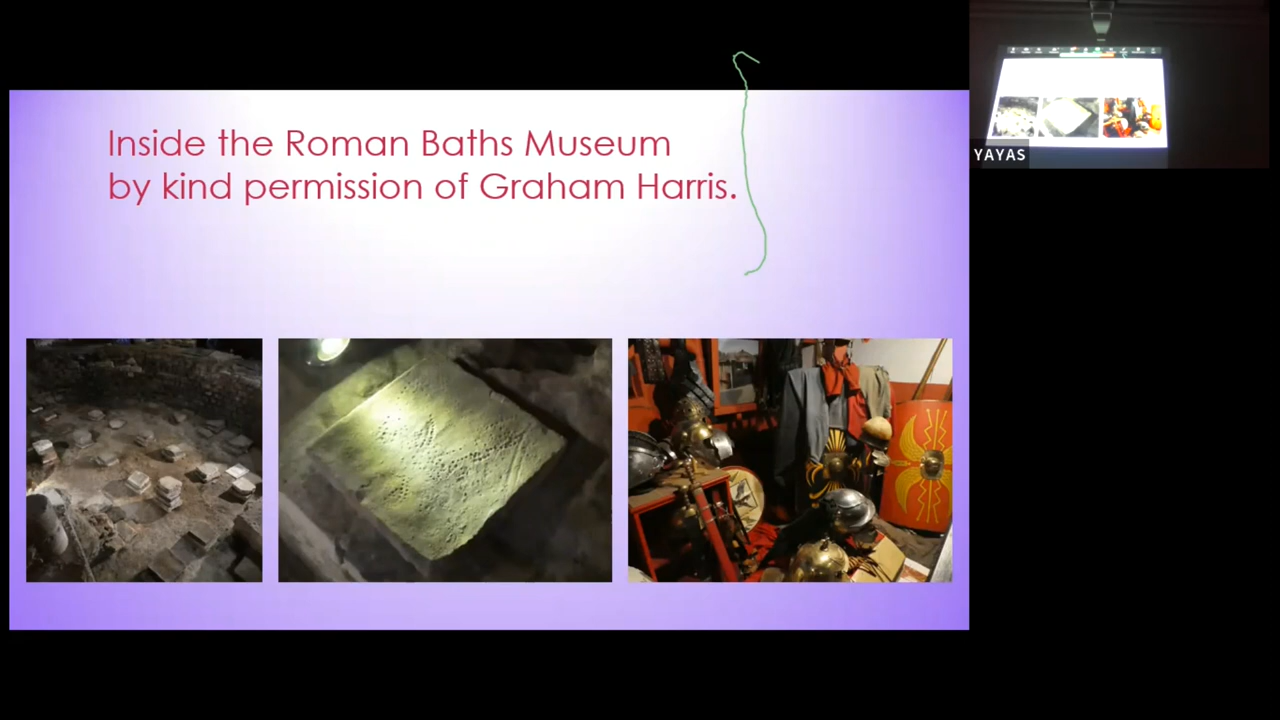 Inside the Roman Baths Museum
by kind permission of Graham Harris.
YAYAS